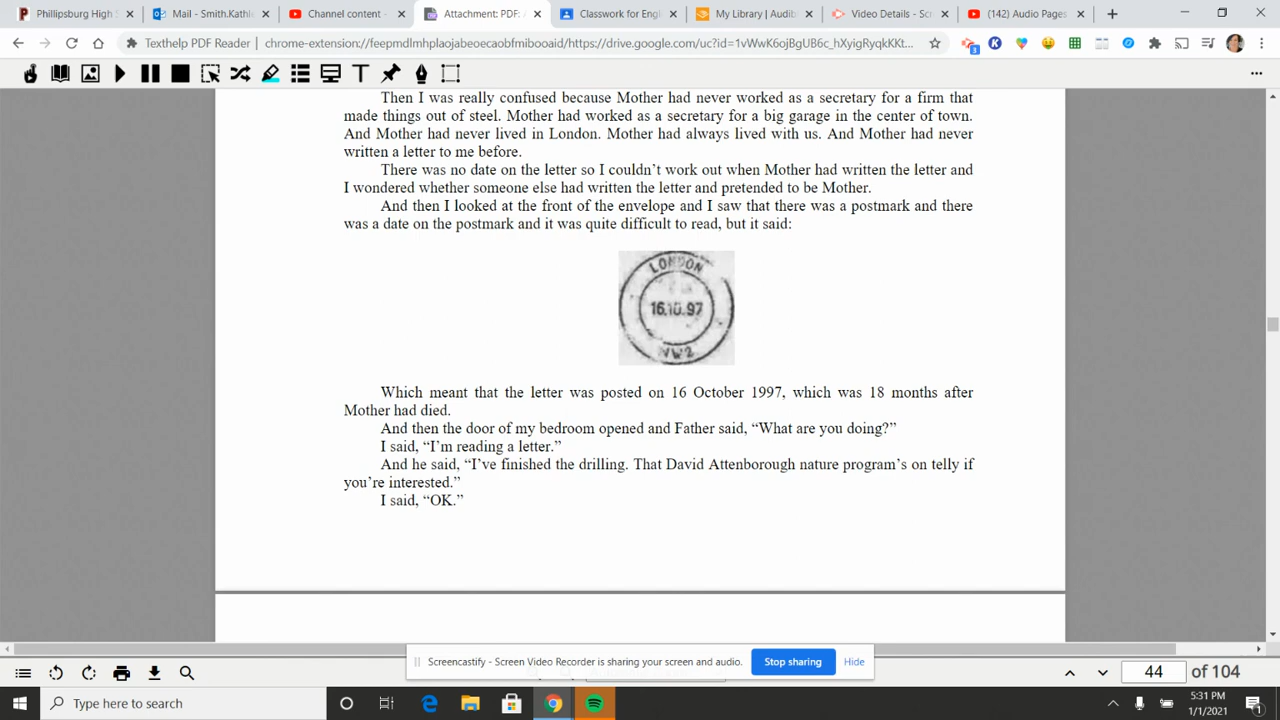 Phillipsburg High S
Mail - Smith.Kathle
Channel content -
Attachment: PDF:
Classwork for Engl
My Library | Audib
Video Details - Scr
(142) Audio Pages
Texthelp PDF Reader | chrome-extension://feepmdlmhplaojabeoecaobfmibooaid/https://drive.google.com/uc?id=1vWwK6ojBgUB6c_hXyigRyqkKKt...
Then I was really confused because Mother had never worked as a secretary for a firm that
made things out of steel. Mother had worked as a secretary for a big garage in the center of town.
And Mother had never lived in London. Mother had always lived with us. And Mother had never
written a letter to me before.
There was no date on the letter so I couldn't work out when Mother had written the letter and
I wondered whether someone else had written the letter and pretended to be Mother.
And then I looked at the front of the envelope and I saw that there was a postmark and there
was a date on the postmark and it was quite difficult to read, but it said:
LONDON
16.10.97
NW2
Which meant that the letter was posted on 16 October 1997, which was 18 months after
Mother had died.
And then the door of my bedroom opened and Father said, “What are you doing?”
I said, “I'm reading a letter.”
And he said, “I've finished the drilling. That David Attenborough nature program's on telly if
you're interested.”
I said, “OK.”
Screencastify - Screen Video Recorder is sharing your screen and audio.
Stop sharing
Hide
44 of 104
Type here to search
5:31 PM
1/1/2021